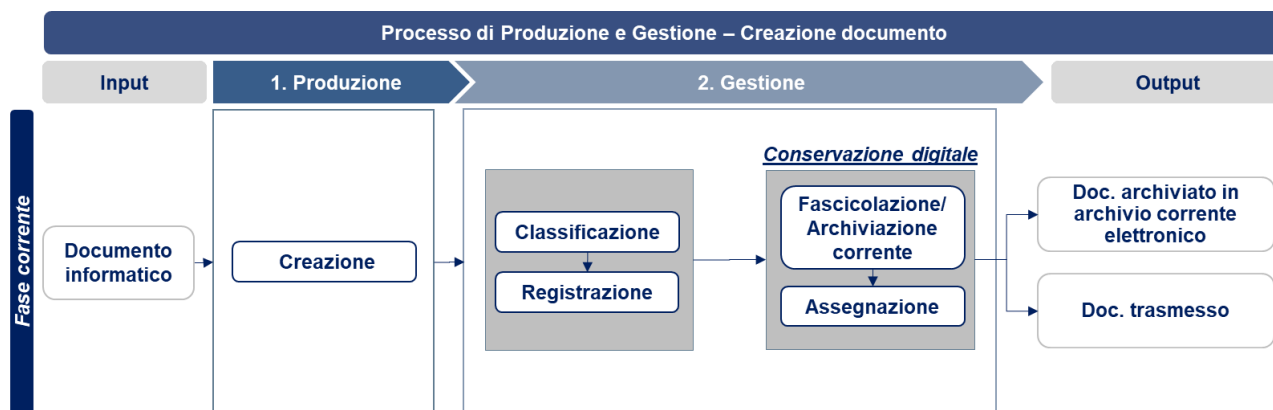 Processo di Produzione e Gestione – Creazione documento
Input
1. Produzione
2. Gestione
Output
Fase corrente
Documento
informatico
Creazione
Classificazione
Registrazione
Conservazione digitale
Fascicolazione/
Archiviazione
corrente
Assegnazione
Doc. archiviato in
archivio corrente
elettronico
Doc. trasmesso